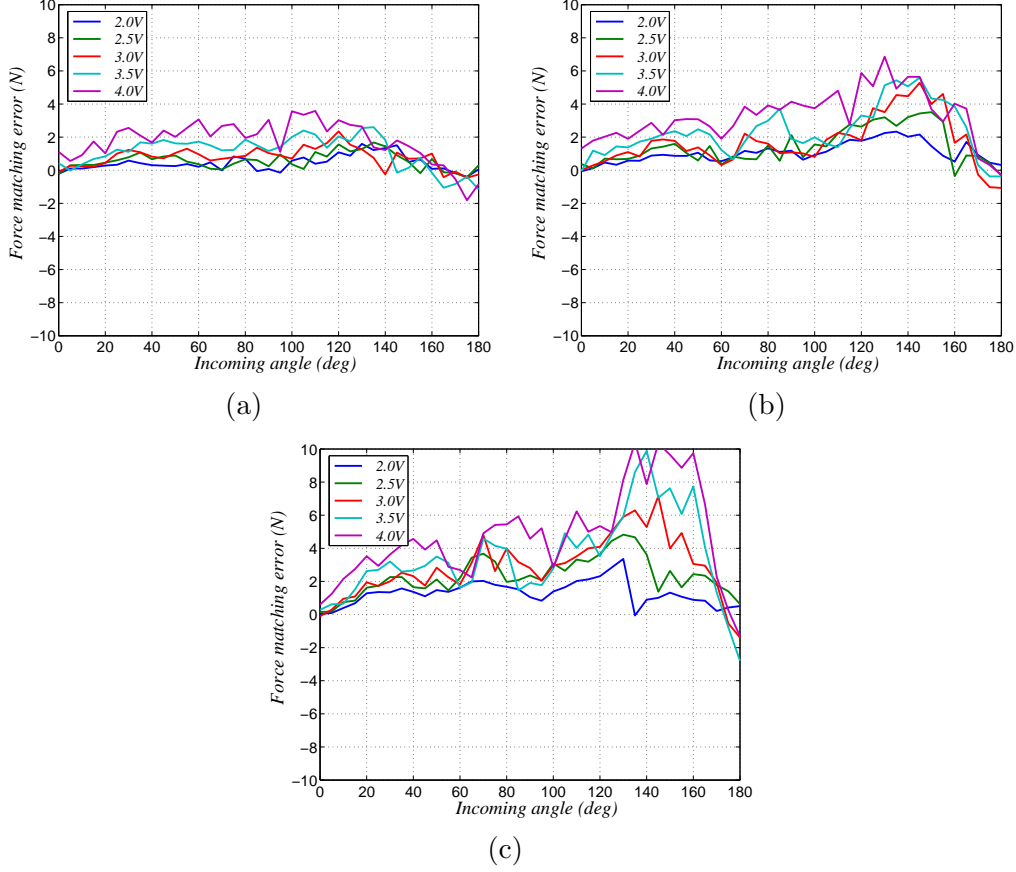 10
8
6
4
2
0
−2
−4
−6
−8
−10
Force matching error (N)
2.0V
2.5V
3.0V
3.5V
4.0V
0 20 40 60 80 100 120 140 160 180
Incoming angle (deg)
(a)
10
8
6
4
2
0
−2
−4
−6
−8
−10
Force matching error (N)
2.0V
2.5V
3.0V
3.5V
4.0V
0 20 40 60 80 100 120 140 160 180
Incoming angle (deg)
(b)
10
8
6
4
2
0
−2
−4
−6
−8
−10
Force matching error (N)
2.0V
2.5V
3.0V
3.5V
4.0V
0 20 40 60 80 100 120 140 160 180
Incoming angle (deg)
(c)